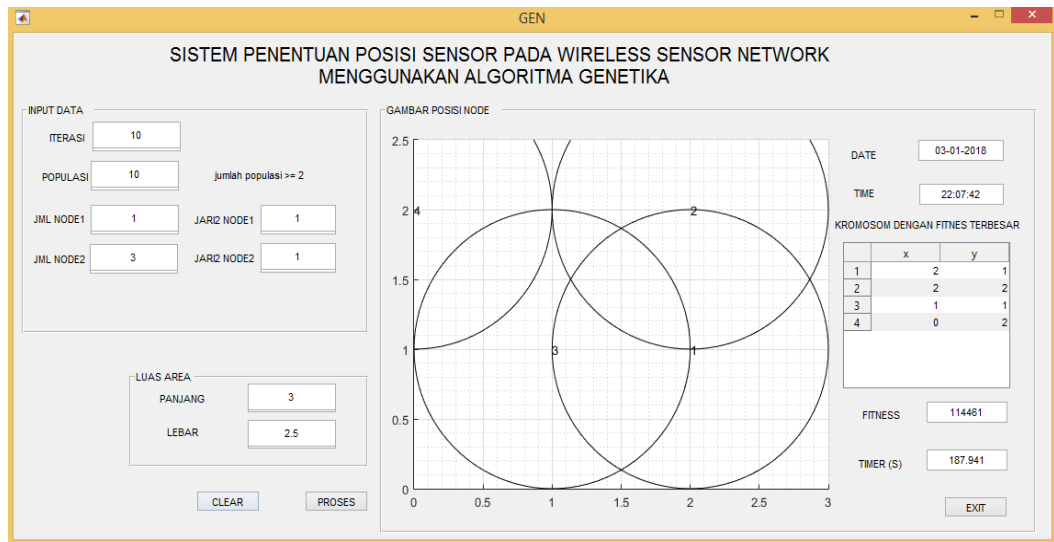 GEN
SISTEM PENENTUAN POSISI SENSOR PADA WIRELESS SENSOR NETWORK
MENGGUNAKAN ALGORITMA GENETIKA
INPUT DATA
ITERASI 10
POPULASI 10 jumlah populasi >= 2
JML NODE1 1 JARI2 NODE1 1
JML NODE2 3 JARI2 NODE2 1
LUAS AREA
PANJANG 3
LEBAR 2.5
CLEAR PROSES
GAMBAR POSISI NODE
2.5
2 4 2
1.5
1 3 1
0.5
0
0 0.5 1 1.5 2 2.5 3
DATE 03-01-2018
TIME 22:07:42
KROMOSOM DENGAN FITNES TERBESAR
x y
1 2 1
2 2 2
3 1 1
4 0 2
FITNESS 114461
TIMER (S) 187.941
EXIT